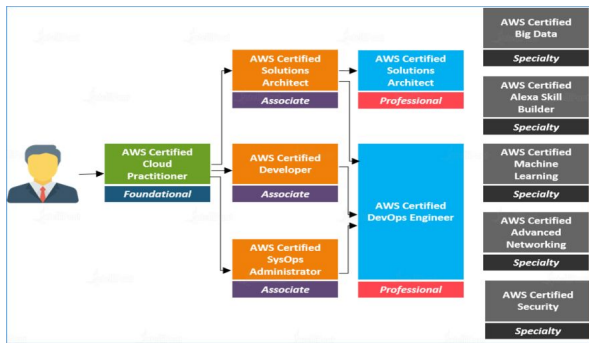 AWS Certified
Cloud
Practitioner
Foundational
AWS Certified
Solutions
Architect
Associate
AWS Certified
Developer
Associate
AWS Certified
SysOps
Administrator
Associate
AWS Certified
Solutions
Architect
Professional
AWS Certified
DevOps Engineer
Professional
AWS Certified
Big Data
Specialty
AWS Certified
Alexa Skill
Builder
Specialty
AWS Certified
Machine
Learning
Specialty
AWS Certified
Advanced
Networking
Specialty
AWS Certified
Security
Specialty